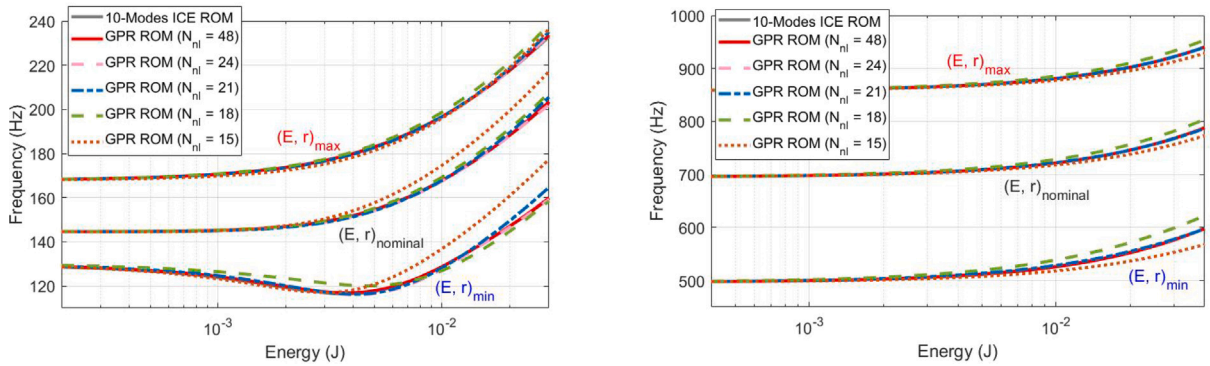 240
220
200
180
160
140
120
Frequency (Hz)
10-Modes ICE ROM
GPR ROM (N_nl = 48)
GPR ROM (N_nl = 24)
GPR ROM (N_nl = 21)
GPR ROM (N_nl = 18)
GPR ROM (N_nl = 15)
(E, r)_max
(E, r)_nominal
(E, r)_min
10^-3
10^-2
Energy (J)
1000
900
800
700
600
500
Frequency (Hz)
10-Modes ICE ROM
GPR ROM (N_nl = 48)
GPR ROM (N_nl = 24)
GPR ROM (N_nl = 21)
GPR ROM (N_nl = 18)
GPR ROM (N_nl = 15)
(E, r)_max
(E, r)_nominal
(E, r)_min
10^-3
10^-2
Energy (J)